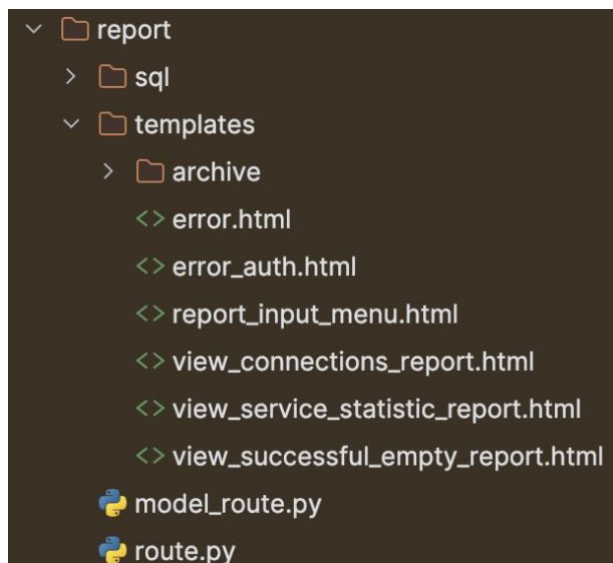 report
sql
templates
archive
<> error.html
<> error_auth.html
<> report_input_menu.html
<> view_connections_report.html
<> view_service_statistic_report.html
<> view_successful_empty_report.html
model_route.py
route.py